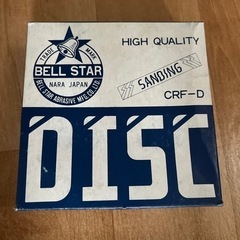 TRADE MARK
BELL STAR
NARA JAPAN
BELL STAR ABRASIVE MFG. CO., LTD.
HIGH QUALITY
SANDING
CRF-D
DISC